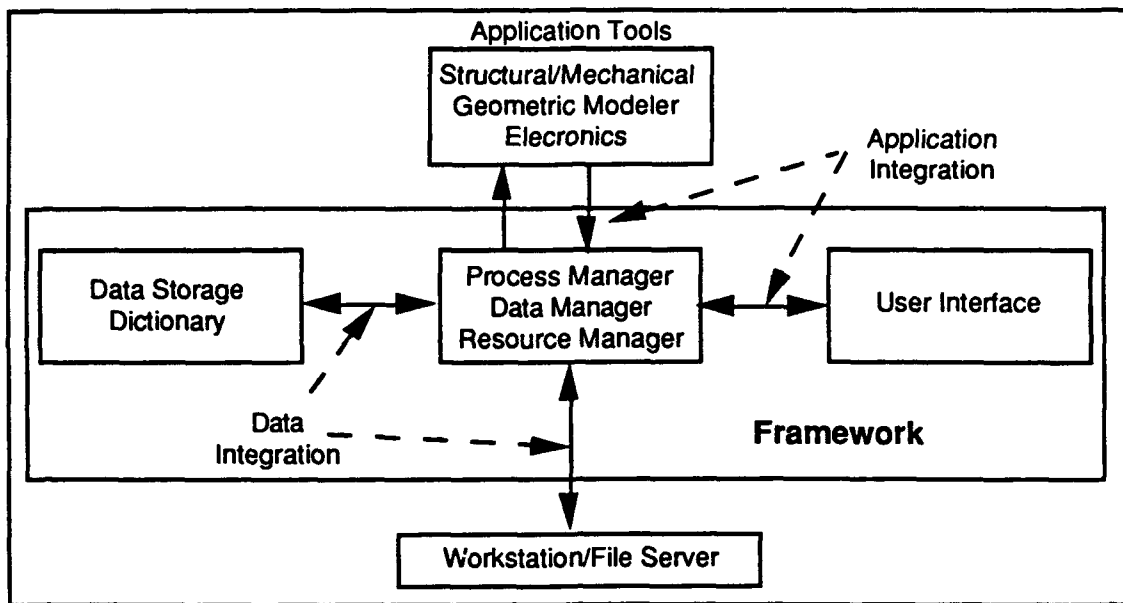 Application Tools
Structural/Mechanical
Geometric Modeler
Elecronics
Application
Integration
Data Storage
Dictionary
Process Manager
Data Manager
Resource Manager
User Interface
Data
Integration
Framework
Workstation/File Server